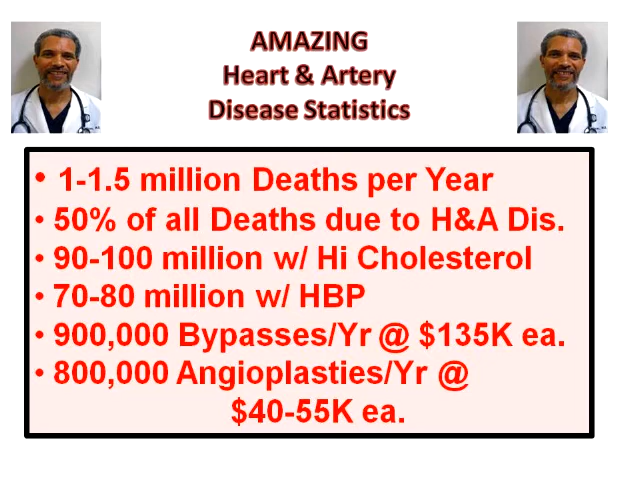 AMAZING
Heart & Artery
Disease Statistics
• 1-1.5 million Deaths per Year
• 50% of all Deaths due to H&A Dis.
• 90-100 million w/ Hi Cholesterol
• 70-80 million w/ HBP
• 900,000 Bypasses/Yr @ $135K ea.
• 800,000 Angioplasties/Yr @
$40-55K ea.